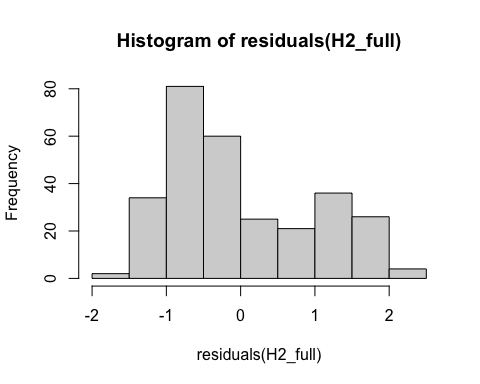 Histogram of residuals(H2_full)
Frequency
80
60
40
20
0
-2 -1 0 1 2
residuals(H2_full)